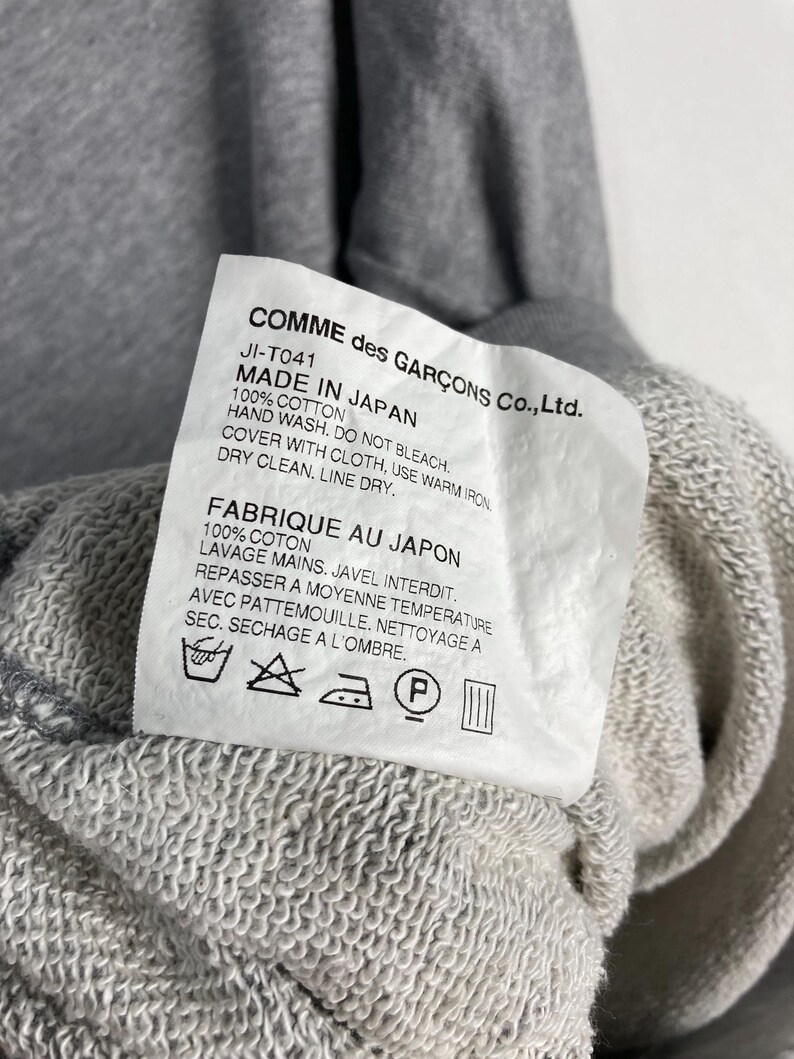 COMME des GARÇONS Co.,Ltd.
JI-T041
MADE IN JAPAN
100% COTTON
HAND WASH. DO NOT BLEACH.
COVER WITH CLOTH, USE WARM IRON.
DRY CLEAN. LINE DRY.
FABRIQUE AU JAPON
100% COTON
LAVAGE MAINS. JAVEL INTERDIT.
REPASSER A MOYENNE TEMPERATURE
AVEC PATTEMOUILLE. NETTOYAGE A
SEC. SECHAGE A L'OMBRE.
P